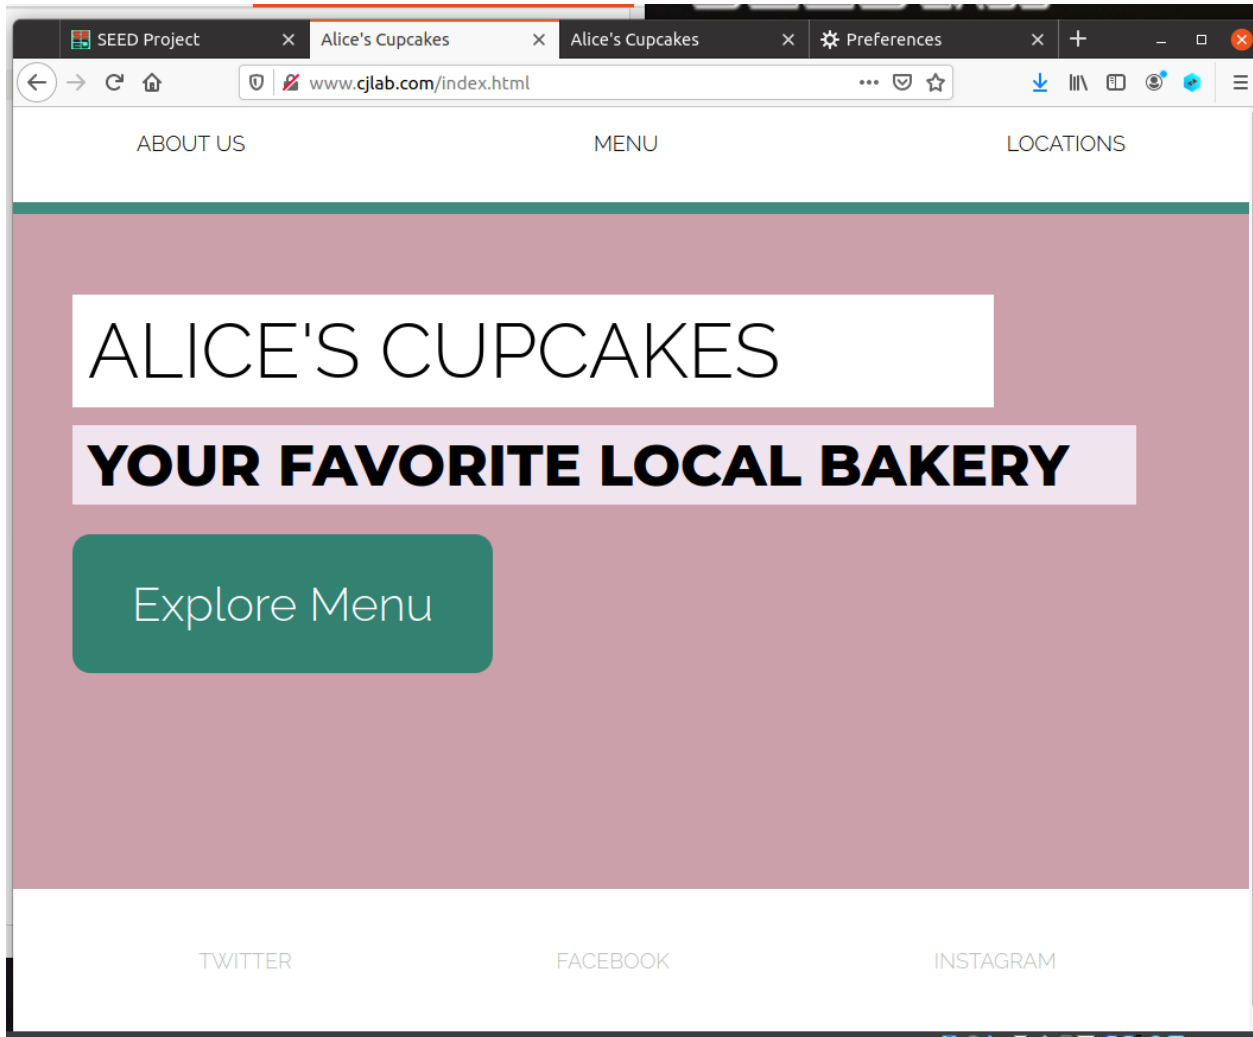 SEED Project Alice's Cupcakes Alice's Cupcakes Preferences
www.cjlab.com/index.html
ABOUT US MENU LOCATIONS
ALICE'S CUPCAKES
YOUR FAVORITE LOCAL BAKERY
Explore Menu
TWITTER FACEBOOK INSTAGRAM